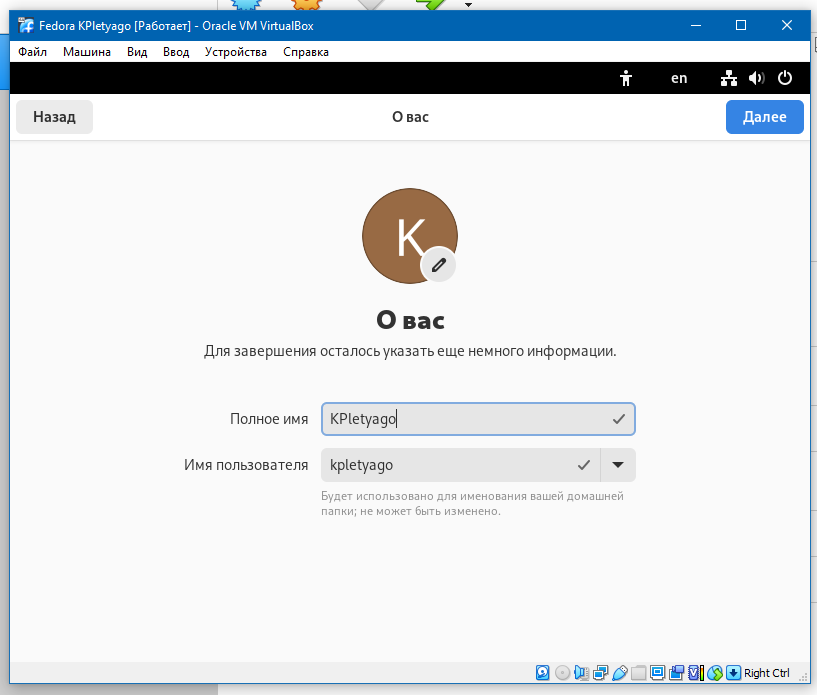 Fedora KPletyago [Работает] - Oracle VM VirtualBox
Файл Машина Вид Ввод Устройства Справка
en
Назад О вас Далее
K
О вас
Для завершения осталось указать еще немного информации.
Полное имя KPletyago
Имя пользователя kpletyago
Будет использовано для именования вашей домашней
папки; не может быть изменено.
Right Ctrl